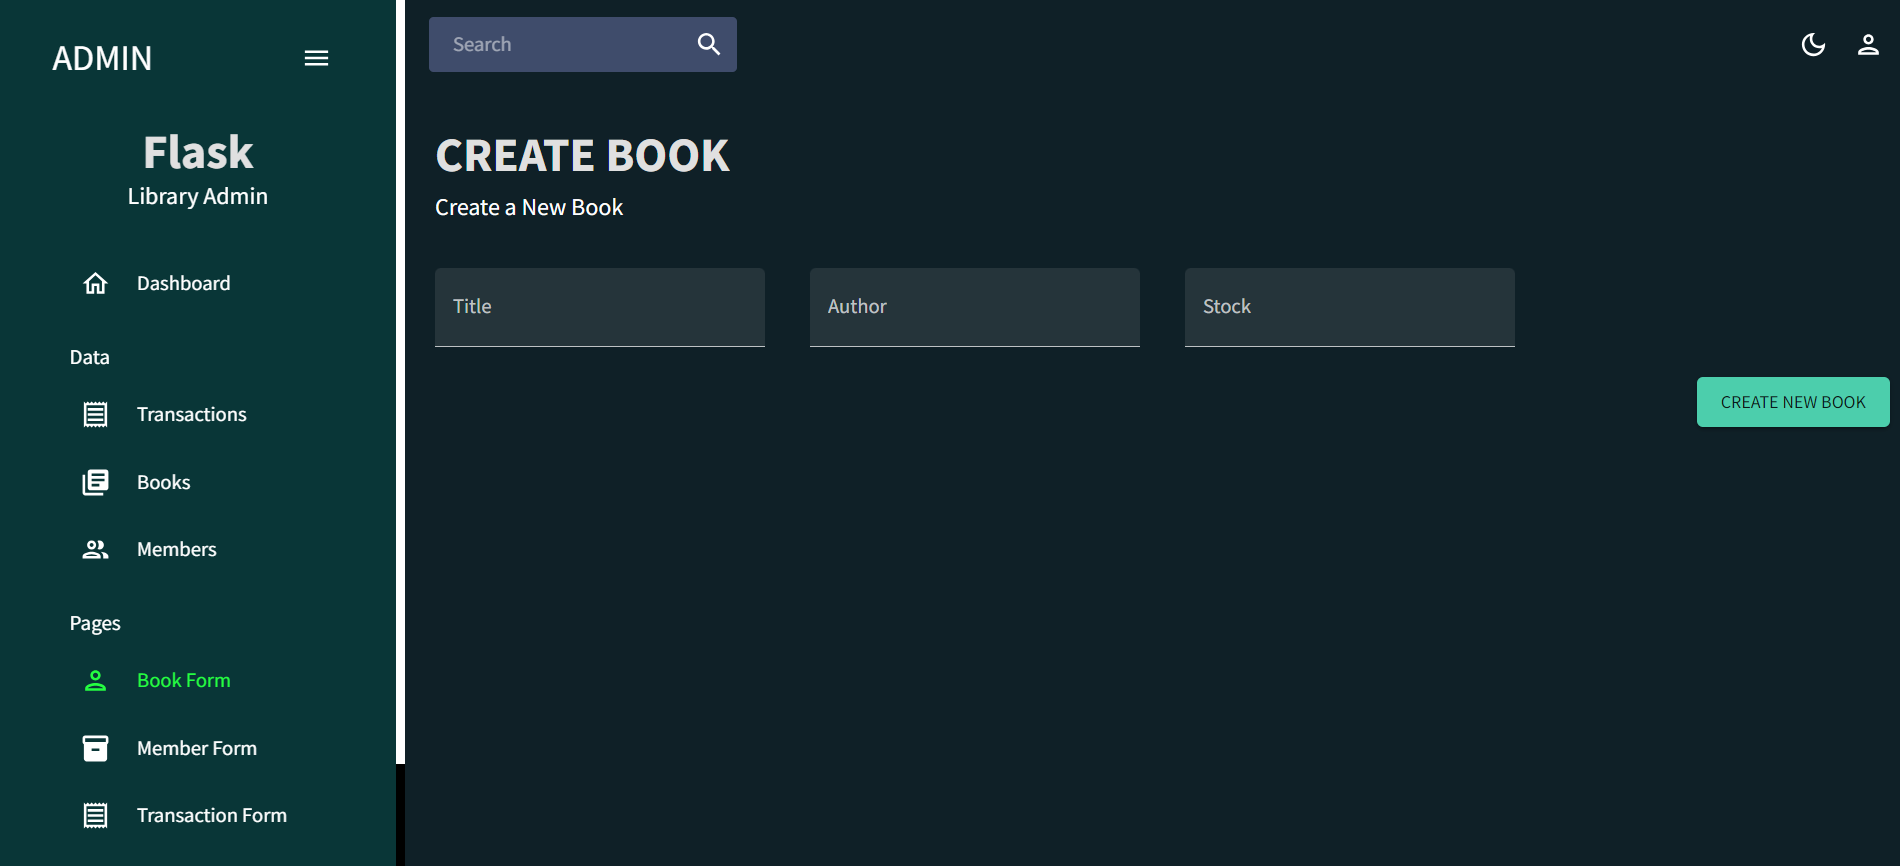 ADMIN
Flask
Library Admin
Dashboard
Data
Transactions
Books
Members
Pages
Book Form
Member Form
Transaction Form
Search
CREATE BOOK
Create a New Book
Title
Author
Stock
CREATE NEW BOOK